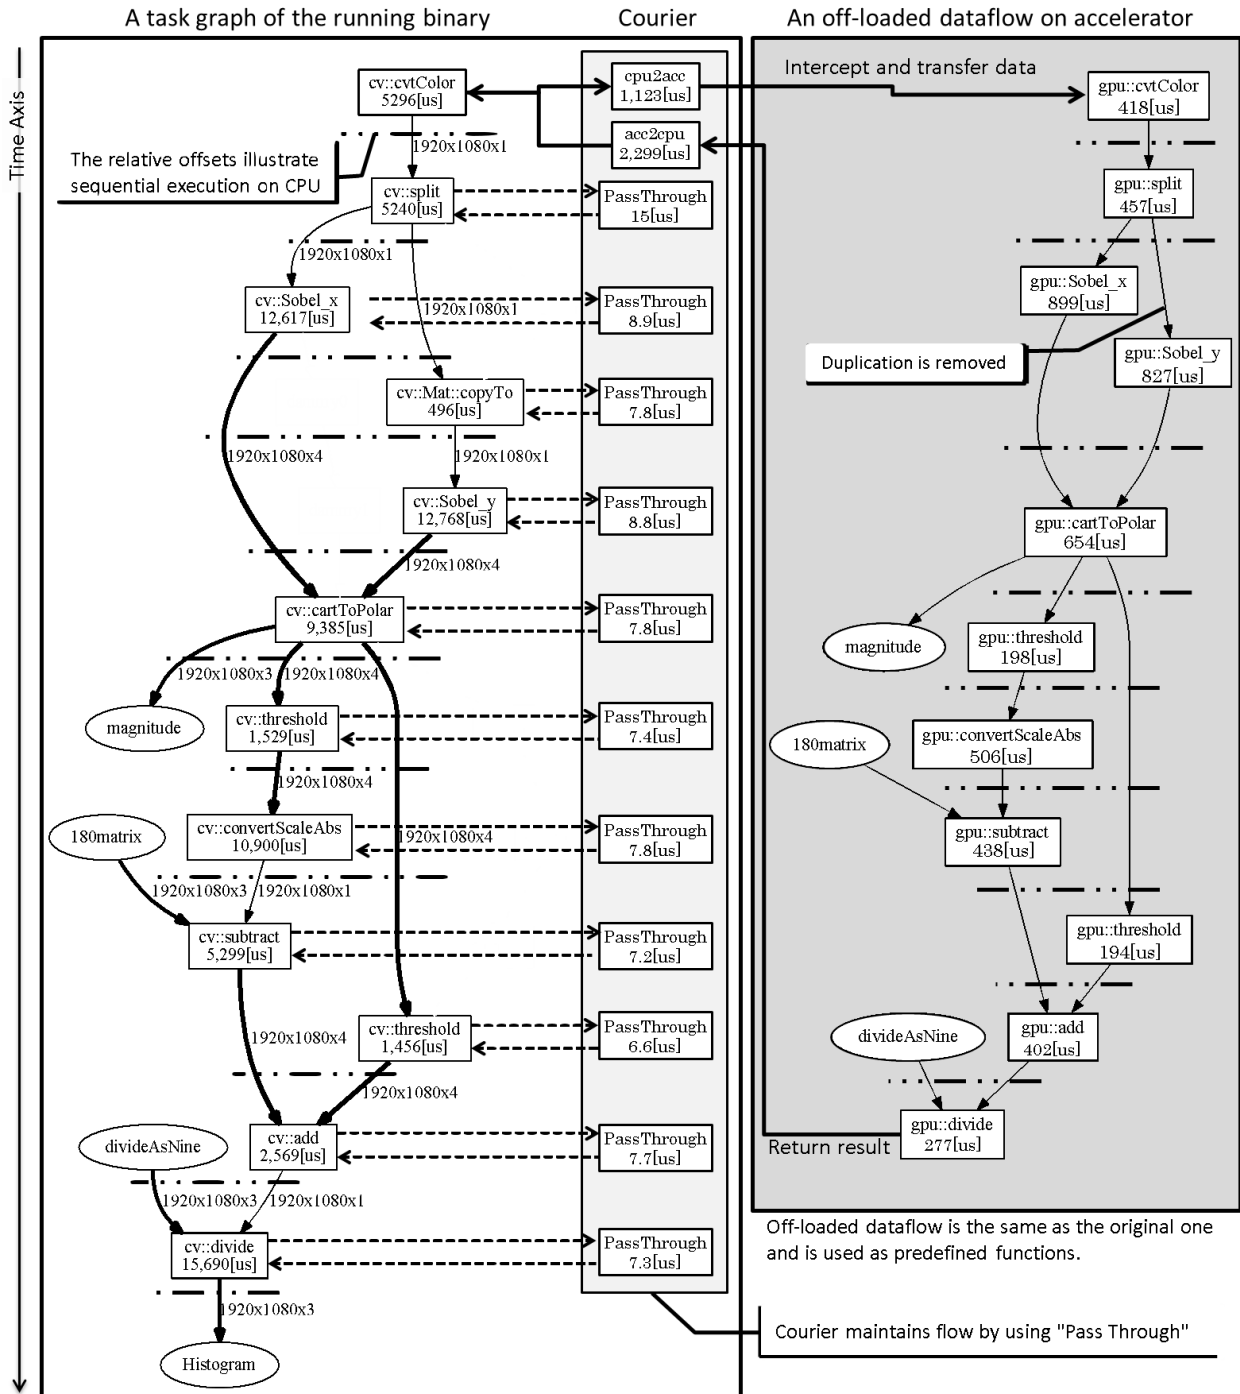 A task graph of the running binary
Courier
An off-loaded dataflow on accelerator
Time Axis
cv::cvtColor
5296[us]
cpu2acc
1,123[us]
Intercept and transfer data
gpu::cvtColor
418[us]
acc2cpu
2,299[us]
1920x1080x1
The relative offsets illustrate
sequential execution on CPU
cv::split
5240[us]
PassThrough
15[us]
gpu::split
457[us]
1920x1080x1
cv::Sobel_x
12,617[us]
1920x1080x1
PassThrough
8.9[us]
gpu::Sobel_x
899[us]
Duplication is removed
gpu::Sobel_y
827[us]
cv::Mat::copyTo
496[us]
PassThrough
7.8[us]
1920x1080x4
1920x1080x1
cv::Sobel_y
12,768[us]
PassThrough
8.8[us]
gpu::cartToPolar
654[us]
1920x1080x4
cv::cartToPolar
9,385[us]
PassThrough
7.8[us]
magnitude
gpu::threshold
198[us]
1920x1080x3
1920x1080x4
magnitude
cv::threshold
1,529[us]
PassThrough
7.4[us]
180matrix
gpu::convertScaleAbs
506[us]
1920x1080x4
180matrix
cv::convertScaleAbs
10,900[us]
1920x1080x4
PassThrough
7.8[us]
gpu::subtract
438[us]
1920x1080x3
1920x1080x1
cv::subtract
5,299[us]
PassThrough
7.2[us]
gpu::threshold
194[us]
1920x1080x4
cv::threshold
1,456[us]
PassThrough
6.6[us]
divideAsNine
gpu::add
402[us]
1920x1080x4
divideAsNine
cv::add
2,569[us]
PassThrough
7.7[us]
Return result
gpu::divide
277[us]
1920x1080x3
1920x1080x1
cv::divide
15,690[us]
PassThrough
7.3[us]
Off-loaded dataflow is the same as the original one
and is used as predefined functions.
1920x1080x3
Courier maintains flow by using "Pass Through"
Histogram